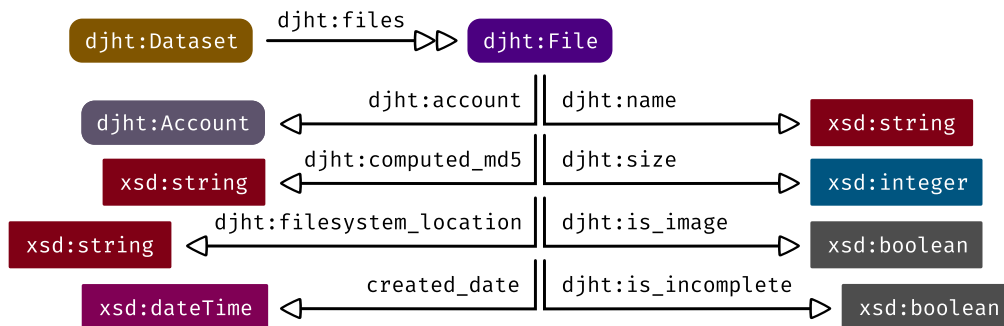 djht:files
djht:Dataset
djht:File
djht:account
djht:name
djht:Account
xsd:string
djht:computed_md5
djht:size
xsd:string
xsd:integer
djht:filesystem_location
djht:is_image
xsd:string
xsd:boolean
created_date
djht:is_incomplete
xsd:dateTime
xsd:boolean